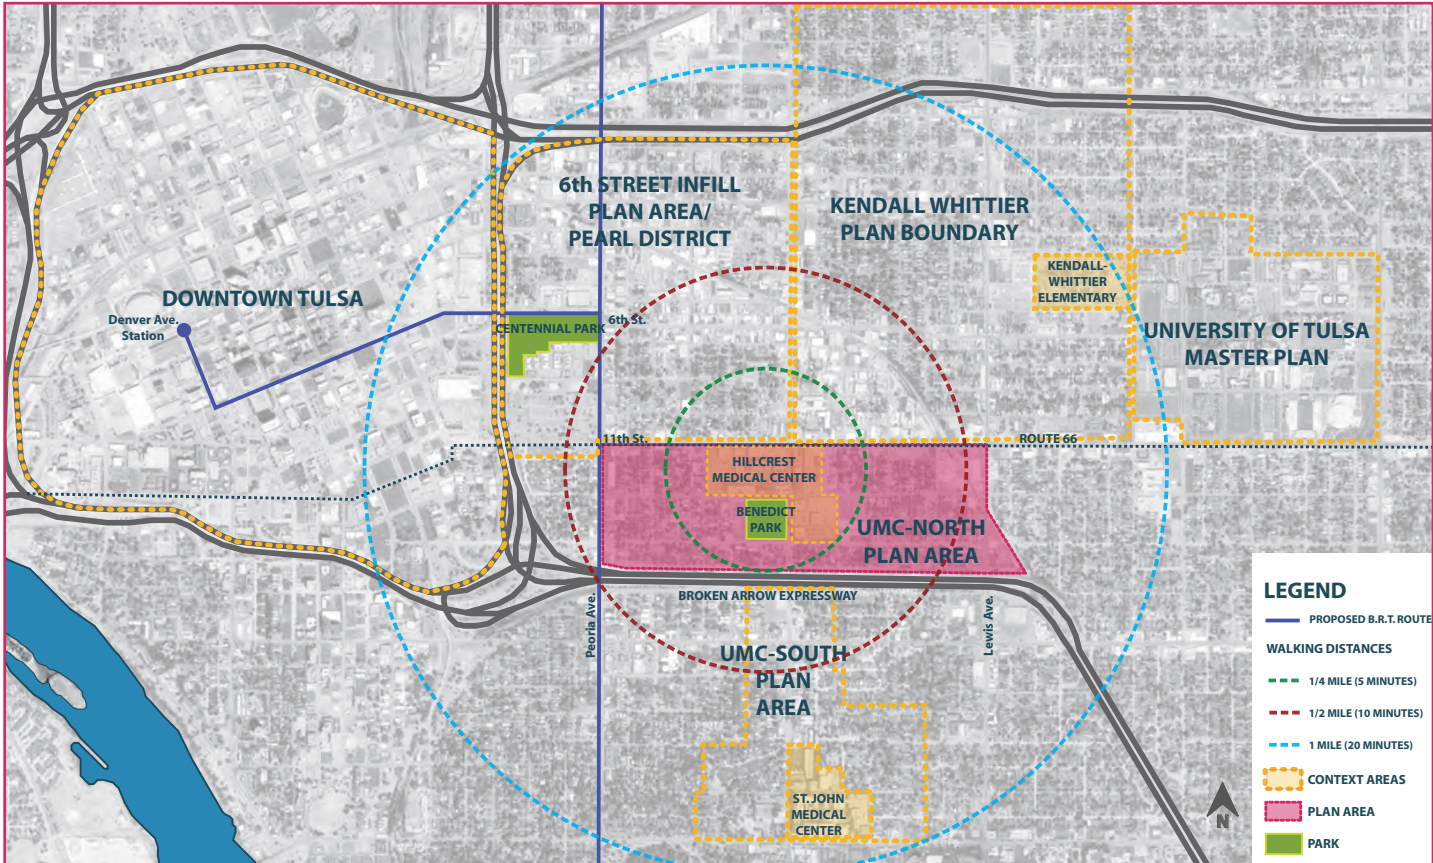 6th STREET INFILL
PLAN AREA/
PEARL DISTRICT
KENDALL WHITTIER
PLAN BOUNDARY
KENDALL-
WHITTIER
ELEMENTARY
DOWNTOWN TULSA
Denver Ave.
Station
CENTENNIAL PARK
6th St.
UNIVERSITY OF TULSA
MASTER PLAN
11th St.
ROUTE 66
HILLCREST
MEDICAL CENTER
BENEDICT
PARK
UMC-NORTH
PLAN AREA
BROKEN ARROW EXPRESSWAY
Peoria Ave.
Lewis Ave.
UMC-SOUTH
PLAN
AREA
ST. JOHN
MEDICAL
CENTER
LEGEND
PROPOSED B.R.T. ROUTE
WALKING DISTANCES
1/4 MILE (5 MINUTES)
1/2 MILE (10 MINUTES)
1 MILE (20 MINUTES)
CONTEXT AREAS
PLAN AREA
PARK
N